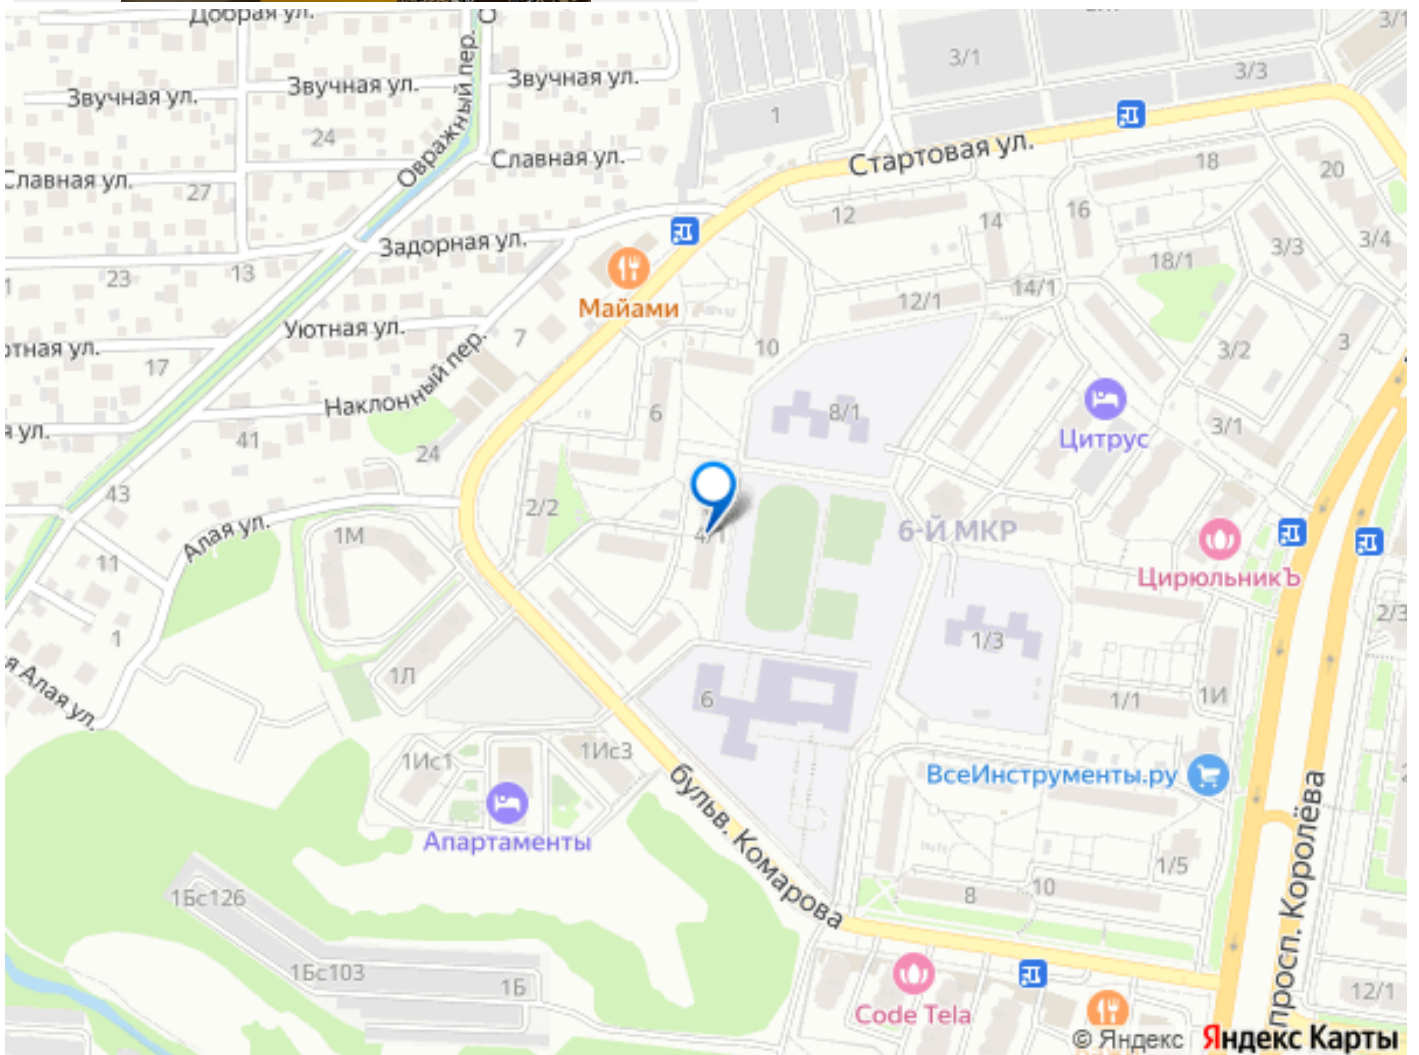 Добрая ул.
3/1
3/1
3/3
Звучная ул.
Звучная ул.
Звучная ул.
Овражный пер.
24
1
Славная ул.
Славная ул.
27
Стартовая ул.
18
20
12
14
16
Задорная ул.
3/3
3/4
23
13
18/1
Майами
12/1
14/1
Уютная ул.
7
10
3/2
3
17
Наклонный пер.
6
8/1
Цитрус
3/1
41
24
43
2/2
Алая ул.
1М
4/1
6-Й МКР
11
ЦирюльникЪ
2/3
1
1/3
1Л
Алая ул.
6
1/1
1И
1Ис1
1Ис3
ВсеИнструменты.ру
бульв. Комарова
Апартаменты
просп. Королёва
1/5
1Бс126
8
10
1Бс103
1Б
Code Tela
12/1
© Яндекс Яндекс Карты